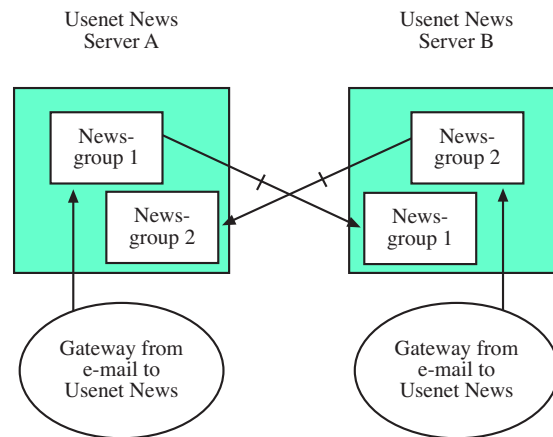 Usenet News
Server A
Usenet News
Server B
News-
group 1
News-
group 2
News-
group 2
News-
group 1
Gateway from
e-mail to
Usenet News
Gateway from
e-mail to
Usenet News